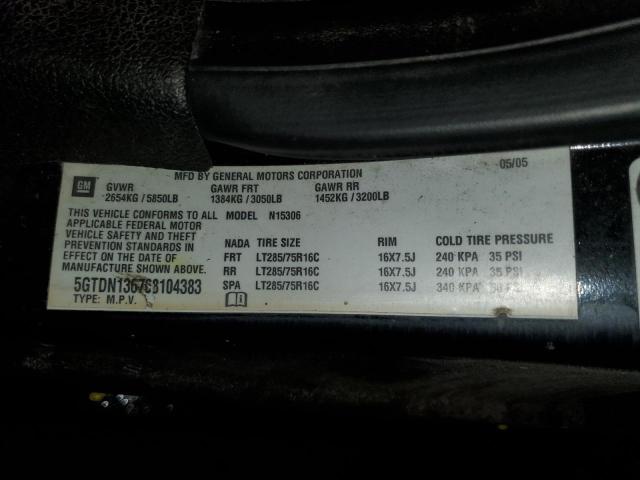 MFD BY GENERAL MOTORS CORPORATION 05/05
GM GVWR GAWR FRT GAWR RR
2654KG / 5850LB 1384KG / 3050LB 1452KG / 3200LB
THIS VEHICLE CONFORMS TO ALL MODEL N15306
APPLICABLE FEDERAL MOTOR
VEHICLE SAFETY AND THEFT
PREVENTION STANDARDS IN NADA TIRE SIZE RIM COLD TIRE PRESSURE
EFFECT ON THE DATE OF FRT LT285/75R16C 16X7.5J 240 KPA 35 PSI
MANUFACTURE SHOWN ABOVE. RR LT285/75R16C 16X7.5J 240 KPA 35 PSI
5GTDN136768104383 SPA LT285/75R16C 16X7.5J 340 KPA PSI
TYPE: M.P.V.